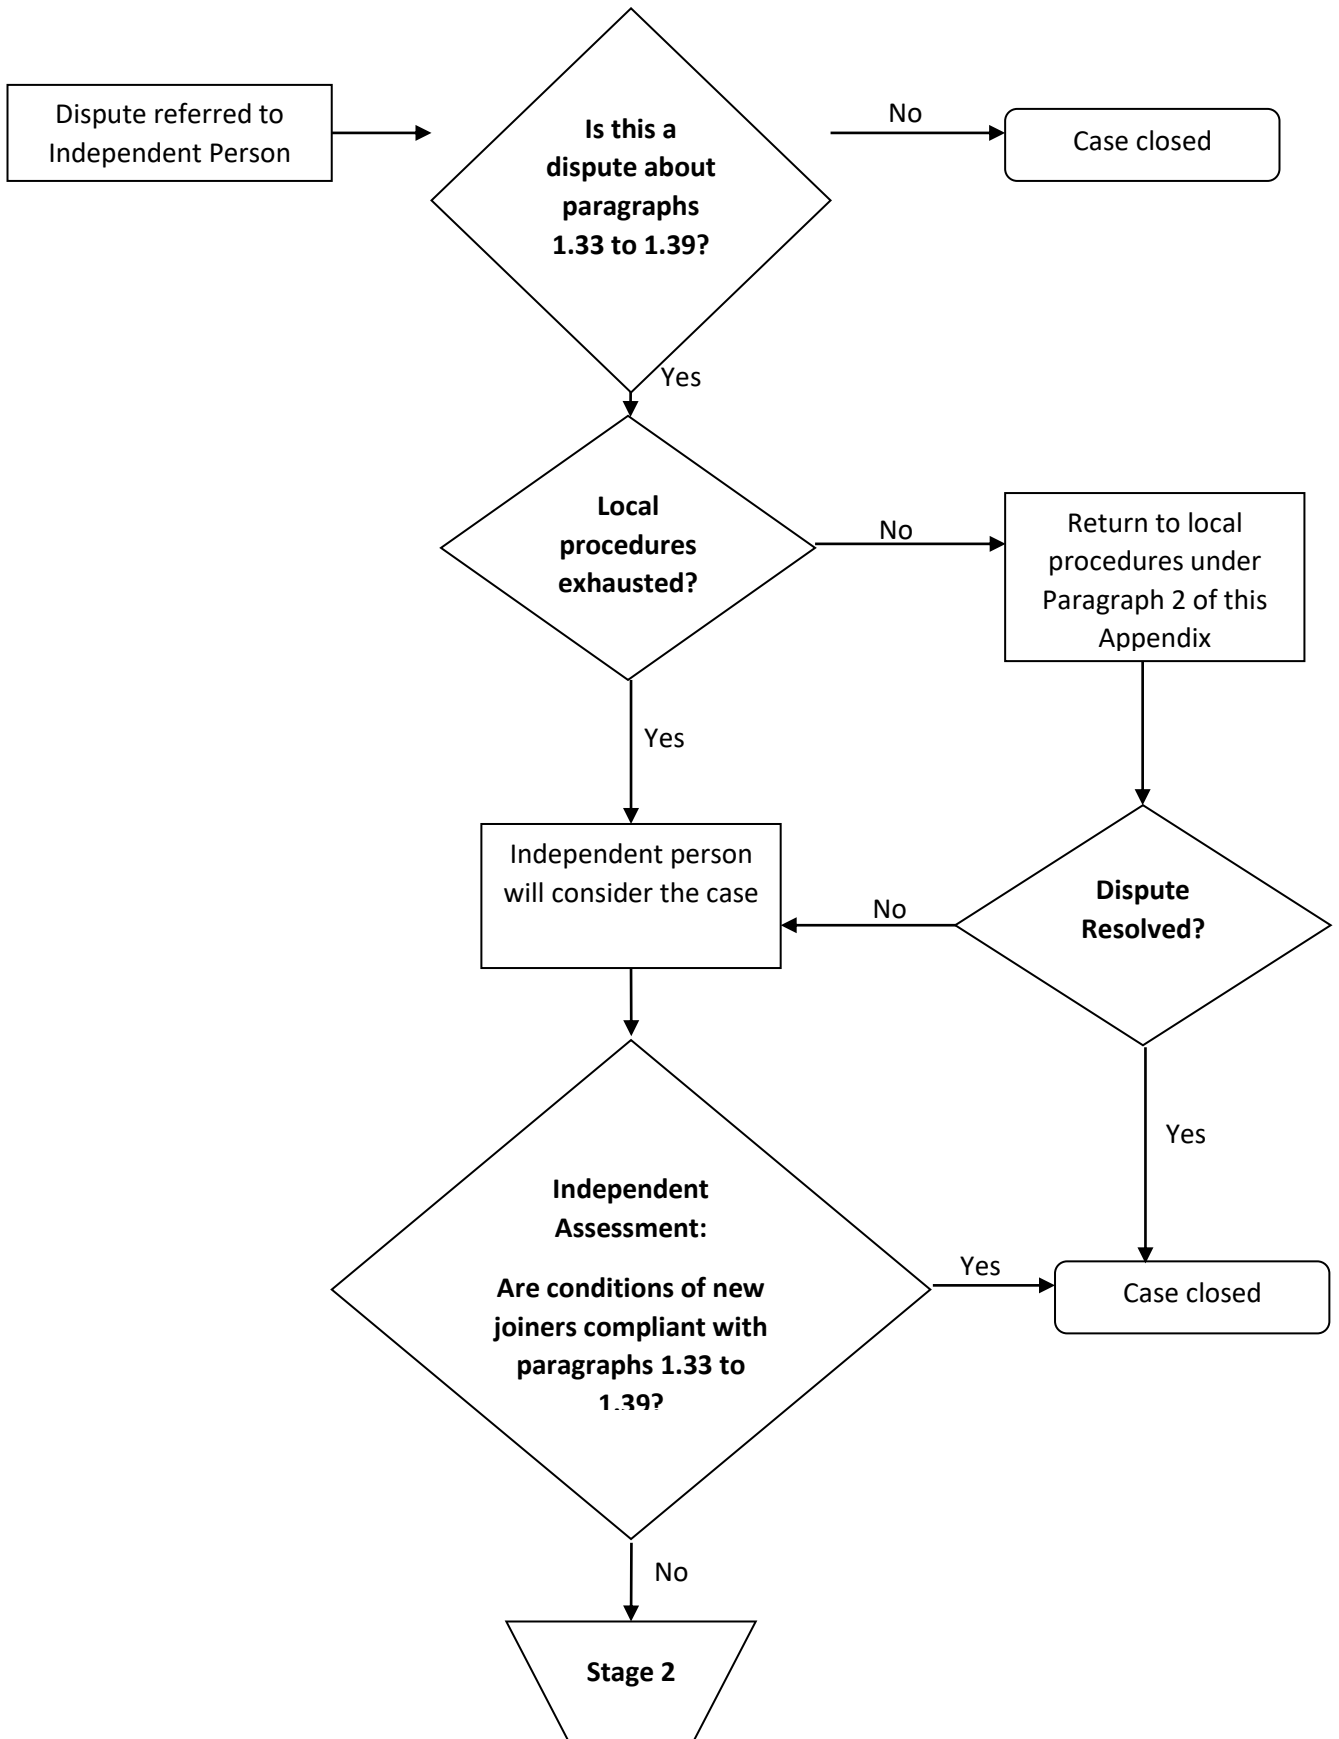 Dispute referred to
Independent Person
Is this a
dispute about
paragraphs
1.33 to 1.39?
No
Case closed
Yes
Local
procedures
exhausted?
No
Return to local
procedures under
Paragraph 2 of this
Appendix
Yes
Independent person
will consider the case
No
Dispute
Resolved?
Yes
Independent
Assessment:
Are conditions of new
joiners compliant with
paragraphs 1.33 to
1.39?
Yes
Case closed
No
Stage 2